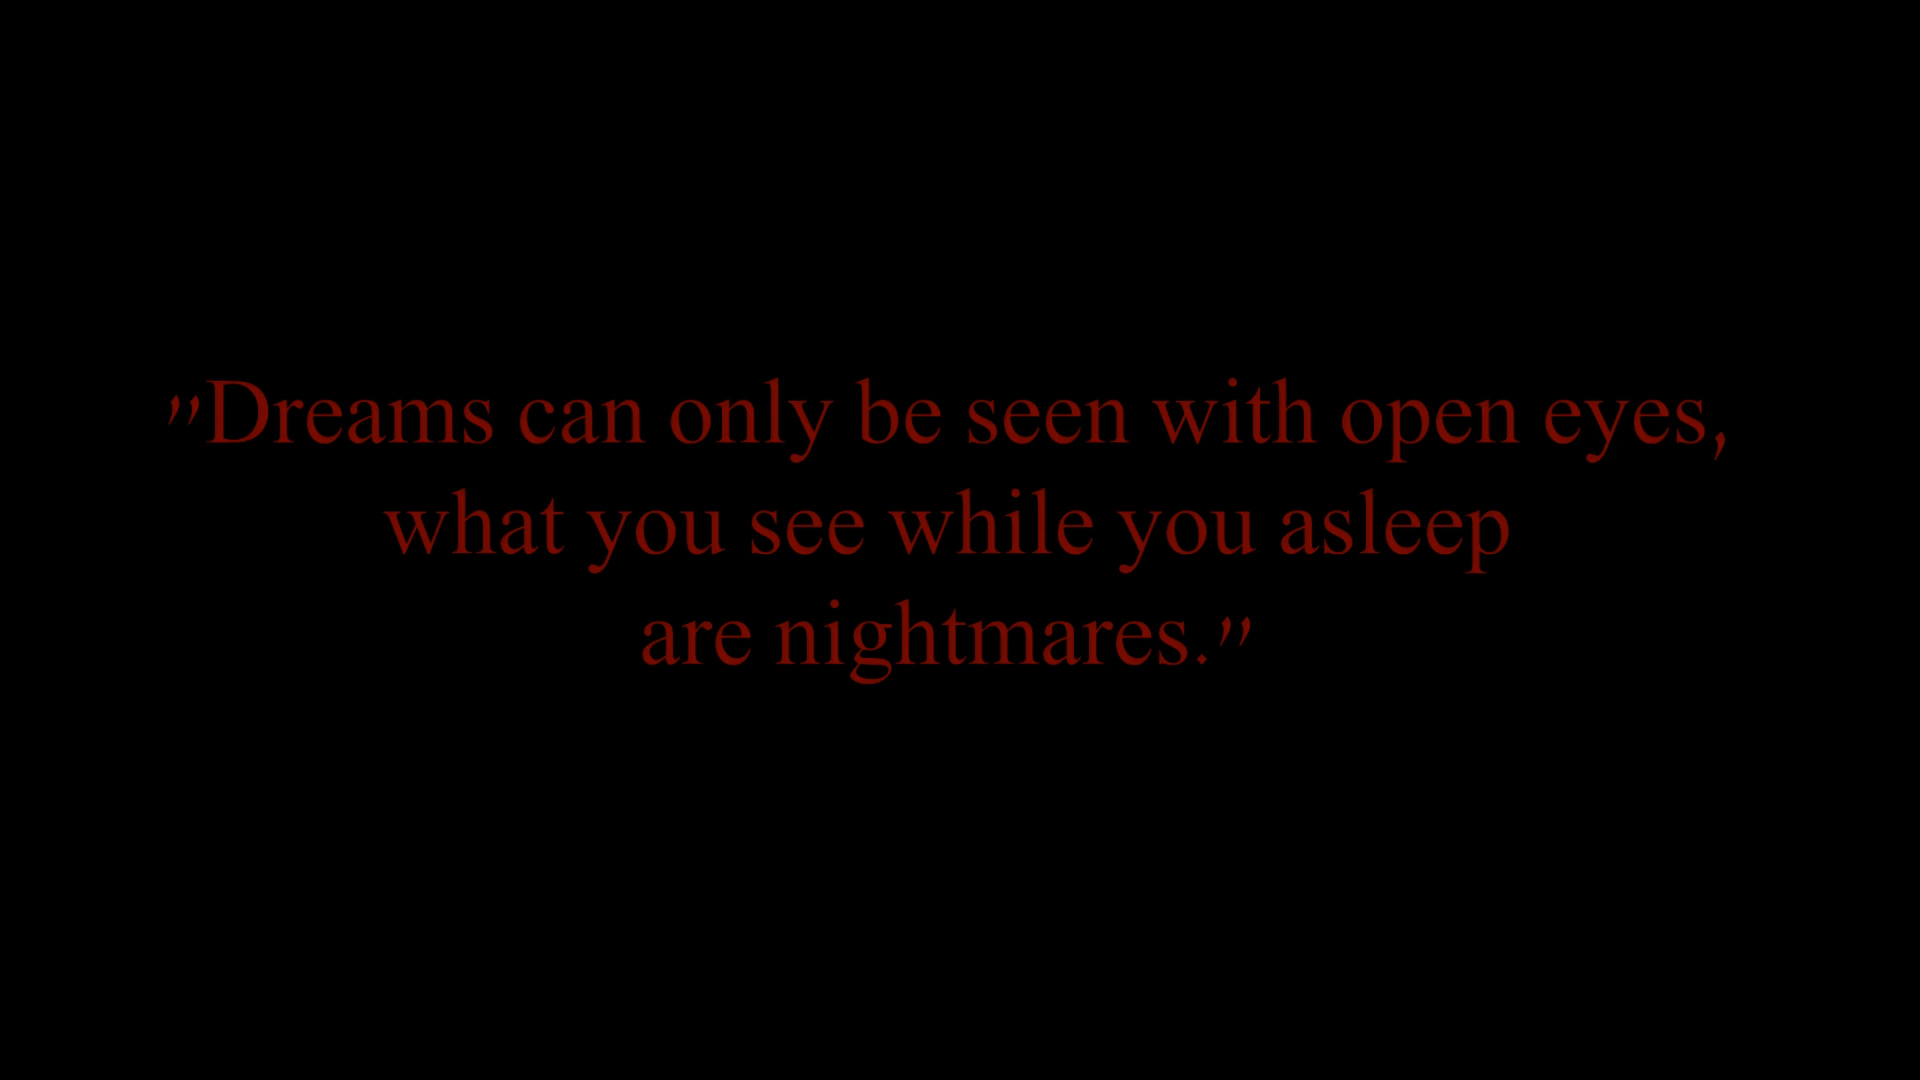 "Dreams can only be seen with open eyes,
what you see while you asleep
are nightmares."